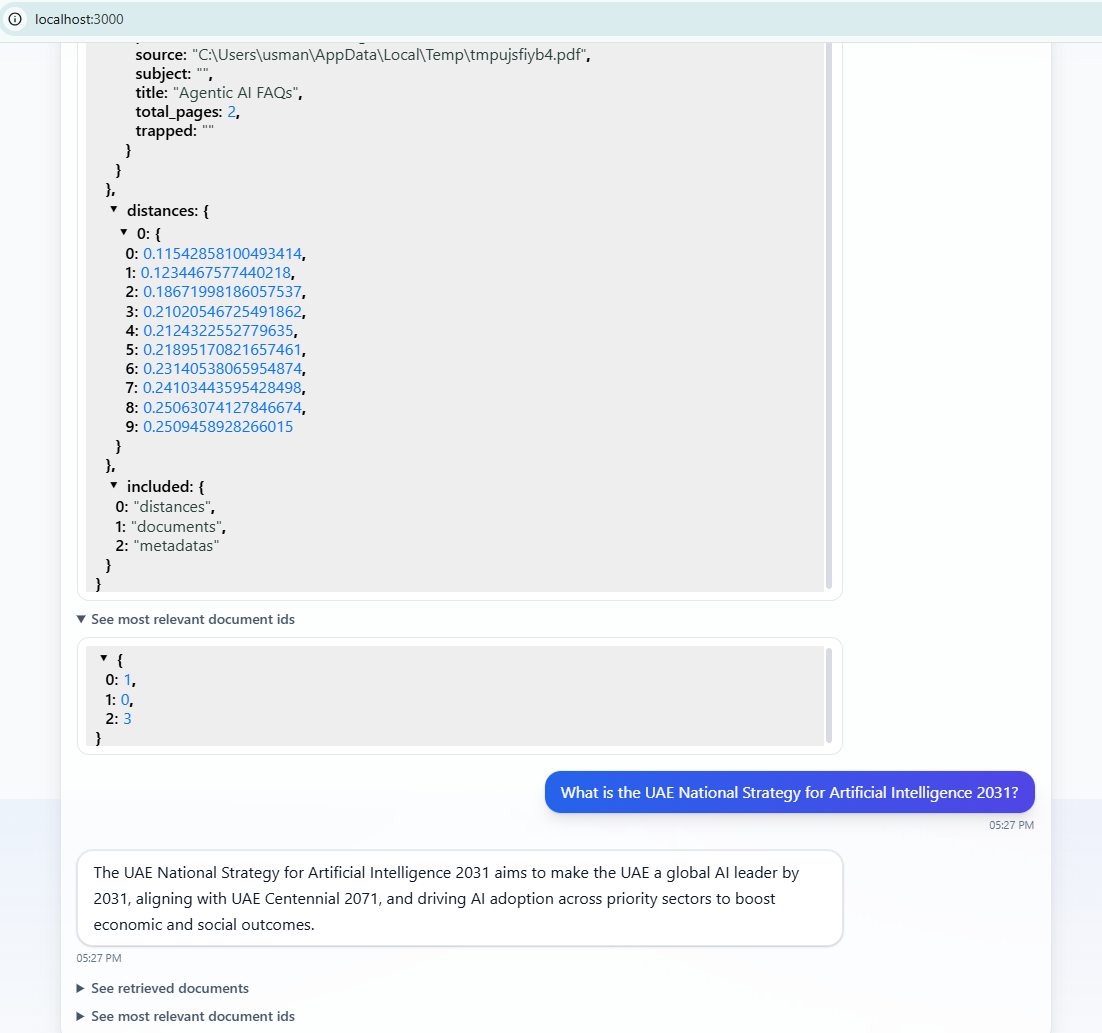 localhost:3000
source: "C:\Users\usman\AppData\Local\Temp\tmpujsfiyb4.pdf",
subject: "",
title: "Agentic AI FAQs",
total_pages: 2,
trapped: ""
}
}
},
▼ distances: {
▼ 0: {
0: 0.11542858100493414,
1: 0.1234467577440218,
2: 0.18671998186057537,
3: 0.21020546725491862,
4: 0.2124322552779635,
5: 0.21895170821657461,
6: 0.23140538065954874,
7: 0.24103443595428498,
8: 0.25063074127846674,
9: 0.2509458928266015
}
},
▼ included: {
0: "distances",
1: "documents",
2: "metadatas"
}
}
▼ See most relevant document ids
▼ {
0: 1,
1: 0,
2: 3
}
What is the UAE National Strategy for Artificial Intelligence 2031?
05:27 PM
The UAE National Strategy for Artificial Intelligence 2031 aims to make the UAE a global AI leader by
2031, aligning with UAE Centennial 2071, and driving AI adoption across priority sectors to boost
economic and social outcomes.
05:27 PM
▶ See retrieved documents
▶ See most relevant document ids